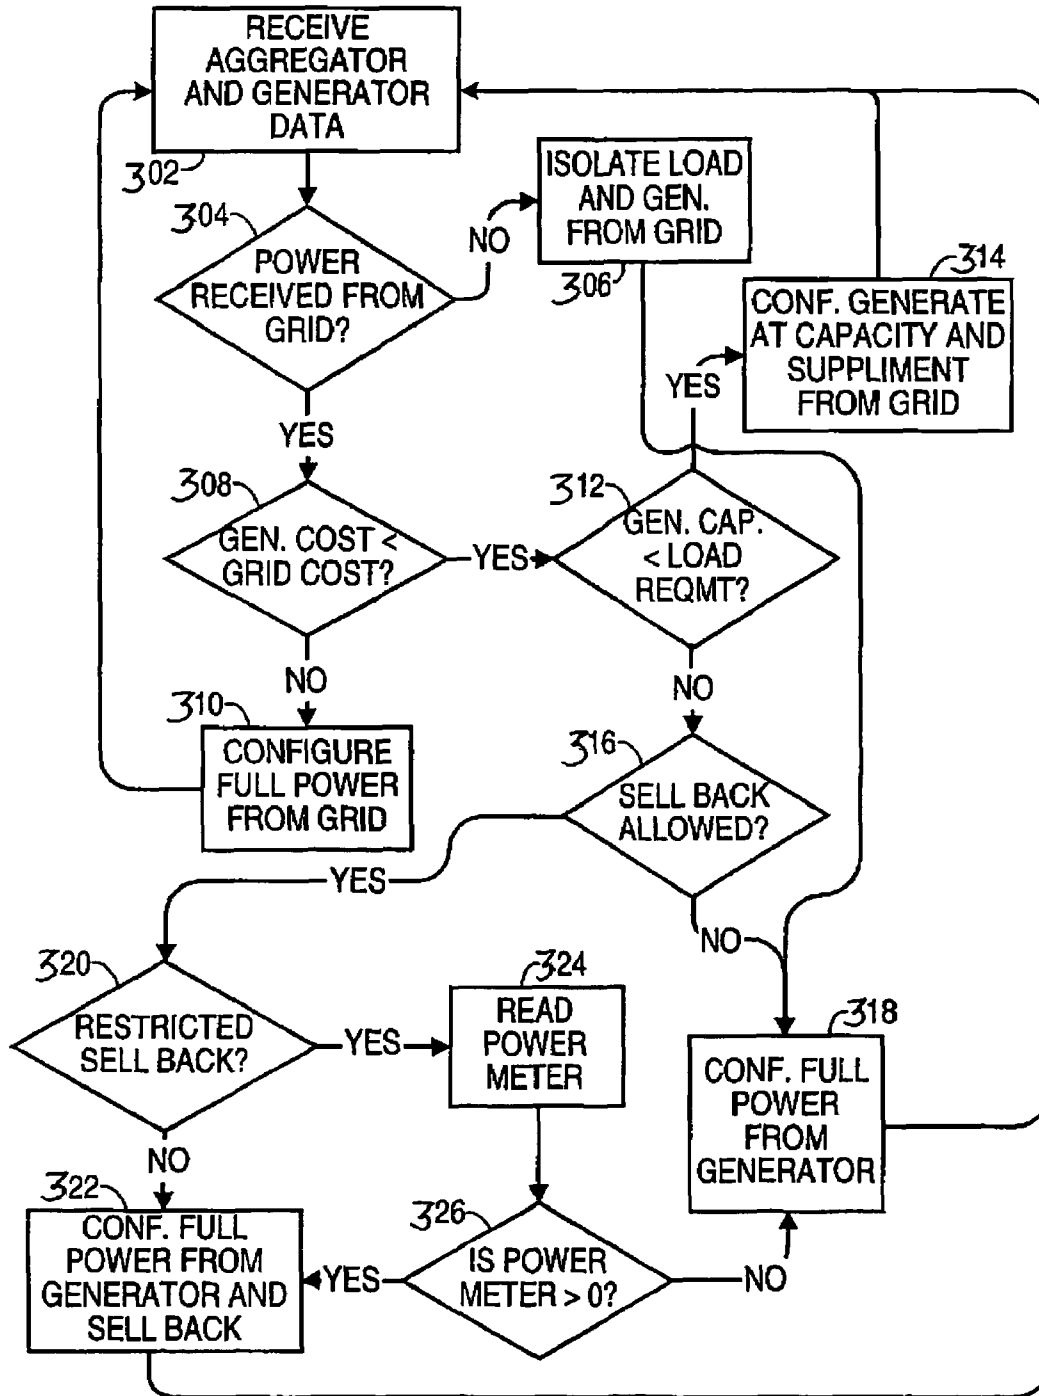 RECEIVE
AGGREGATOR
AND GENERATOR
DATA
302
304
POWER
RECEIVED FROM
GRID?
NO
ISOLATE LOAD
AND GEN.
FROM GRID
306
314
CONF. GENERATE
AT CAPACITY AND
SUPPLIMENT
FROM GRID
YES
YES
308
GEN. COST <
GRID COST?
YES
312
GEN. CAP.
< LOAD
REQMT?
NO
310
CONFIGURE
FULL POWER
FROM GRID
NO
316
SELL BACK
ALLOWED?
YES
NO
320
RESTRICTED
SELL BACK?
YES
324
READ
POWER
METER
318
CONF. FULL
POWER
FROM
GENERATOR
NO
322
CONF. FULL
POWER FROM
GENERATOR AND
SELL BACK
YES
326
IS POWER
METER > 0?
NO